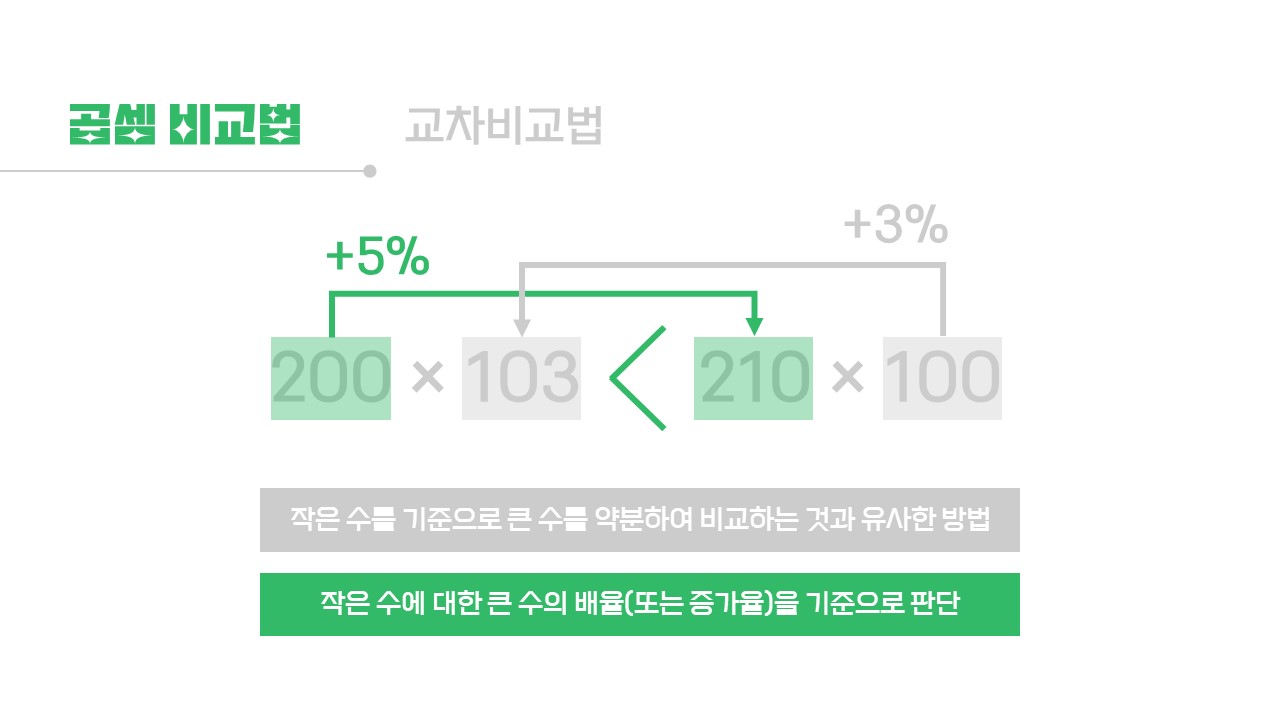 곱셈 비교법 교차비교법
+3%
+5%
200 × 103 < 210 × 100
작은 수를 기준으로 큰 수를 약분하여 비교하는 것과 유사한 방법
작은 수에 대한 큰 수의 배율(또는 증가율)을 기준으로 판단